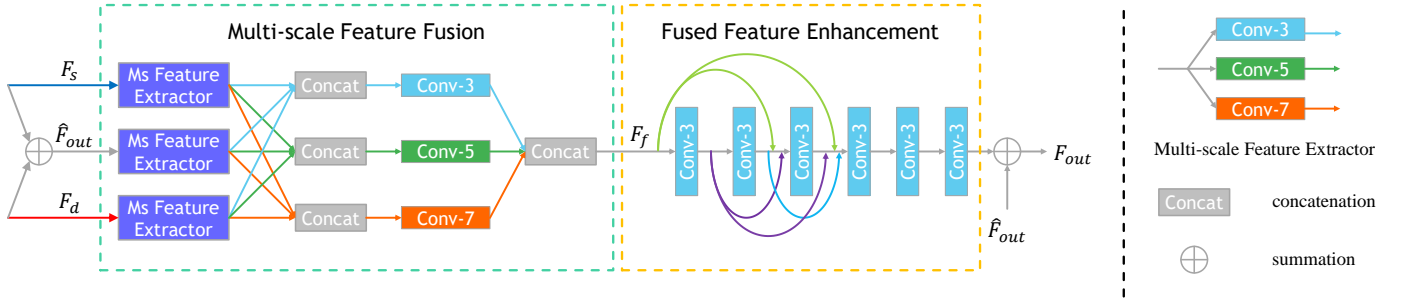 Multi-scale Feature Fusion
F_s
F̂_out
F_d
Ms Feature
Extractor
Ms Feature
Extractor
Ms Feature
Extractor
Concat
Concat
Concat
Conv-3
Conv-5
Conv-7
Concat
Fused Feature Enhancement
F_f
Conv-3
Conv-3
Conv-3
Conv-3
Conv-3
Conv-3
F_out
F̂_out
Conv-3
Conv-5
Conv-7
Multi-scale Feature Extractor
Concat
concatenation
summation